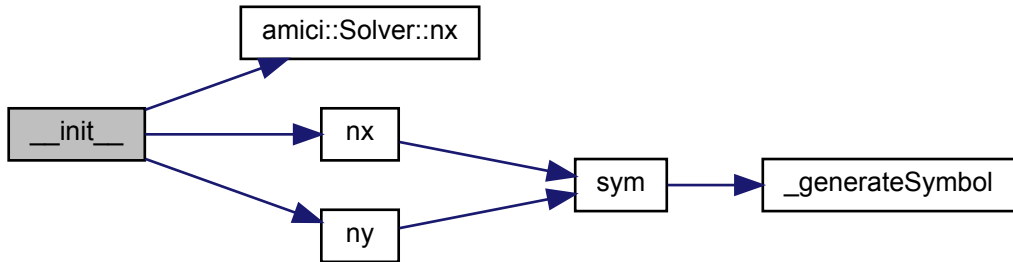 amici::Solver::nx
__init__
nx
sym
_generateSymbol
ny